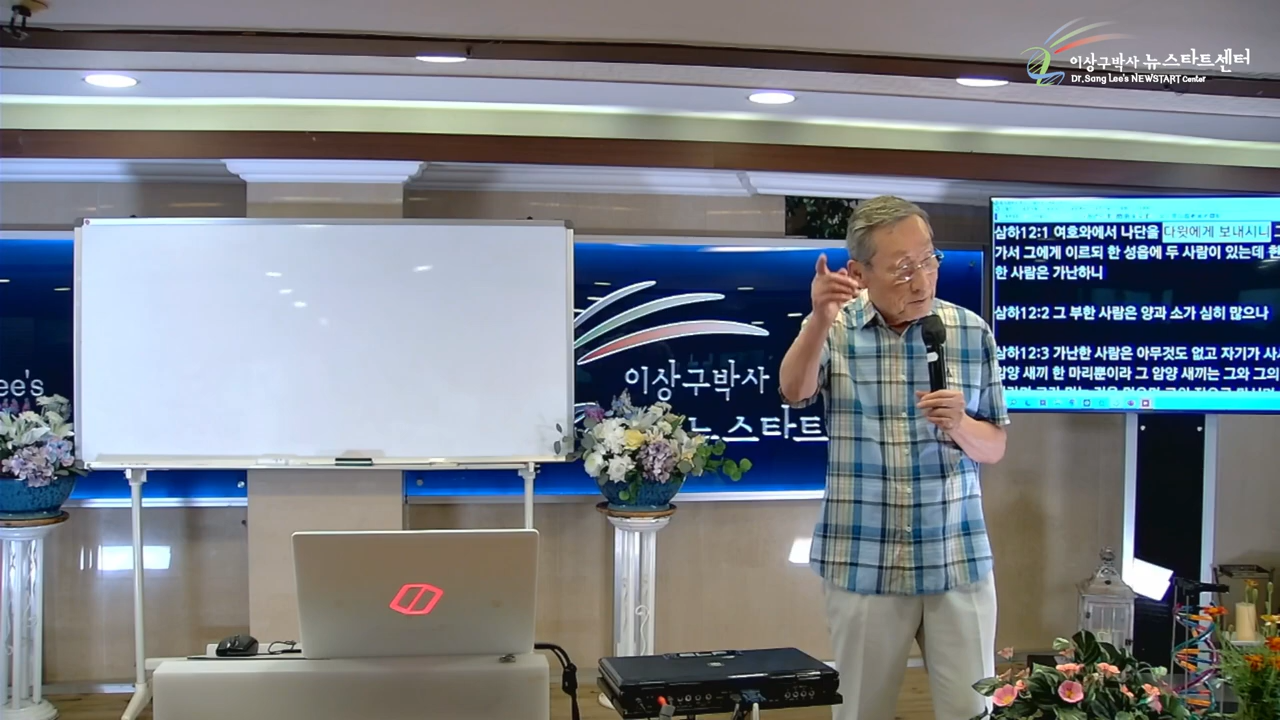 이상구박사 뉴스타트센터
Dr.Sang Lee's NEWSTART Center
삼하12:1 여호와께서 나단을 다윗에게 보내시니 그
가서 그에게 이르되 한 성읍에 두 사람이 있는데 한
한 사람은 가난하니
삼하12:2 그 부한 사람은 양과 소가 심히 많으나
삼하12:3 가난한 사람은 아무것도 없고 자기가 사서
암양 새끼 한 마리뿐이라 그 암양 새끼는 그와 그의
ee's
이상구박사
뉴스타트